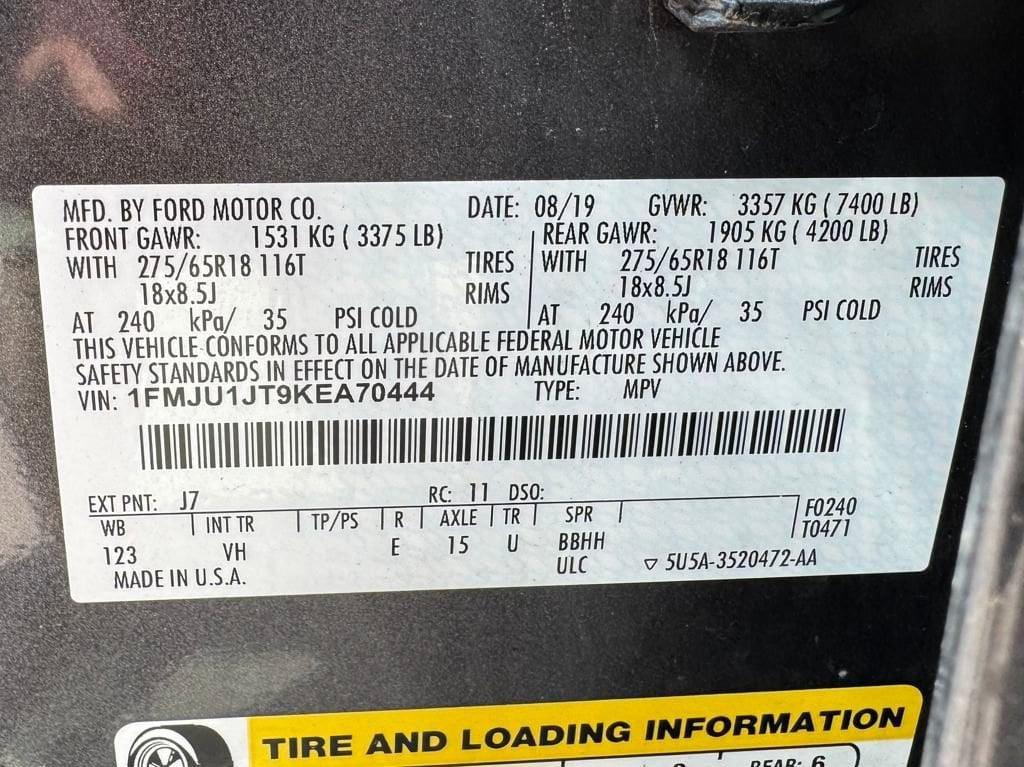 MFD. BY FORD MOTOR CO. DATE: 08/19 GVWR: 3357 KG ( 7400 LB)
FRONT GAWR: 1531 KG ( 3375 LB) REAR GAWR: 1905 KG ( 4200 LB)
WITH 275/65R18 116T TIRES WITH 275/65R18 116T TIRES
18x8.5J RIMS 18x8.5J RIMS
AT 240 kPa/ 35 PSI COLD AT 240 kPa/ 35 PSI COLD
THIS VEHICLE CONFORMS TO ALL APPLICABLE FEDERAL MOTOR VEHICLE
SAFETY STANDARDS IN EFFECT ON THE DATE OF MANUFACTURE SHOWN ABOVE.
VIN: 1FMJU1JT9KEA70444 TYPE: MPV
EXT PNT: J7 RC: 11 DSO:
WB INT TR TP/PS R AXLE TR SPR F0240
T0471
123 VH E 15 U BBHH
ULC ▽ 5U5A-3520472-AA
MADE IN U.S.A.
TIRE AND LOADING INFORMATION
REAR: 6